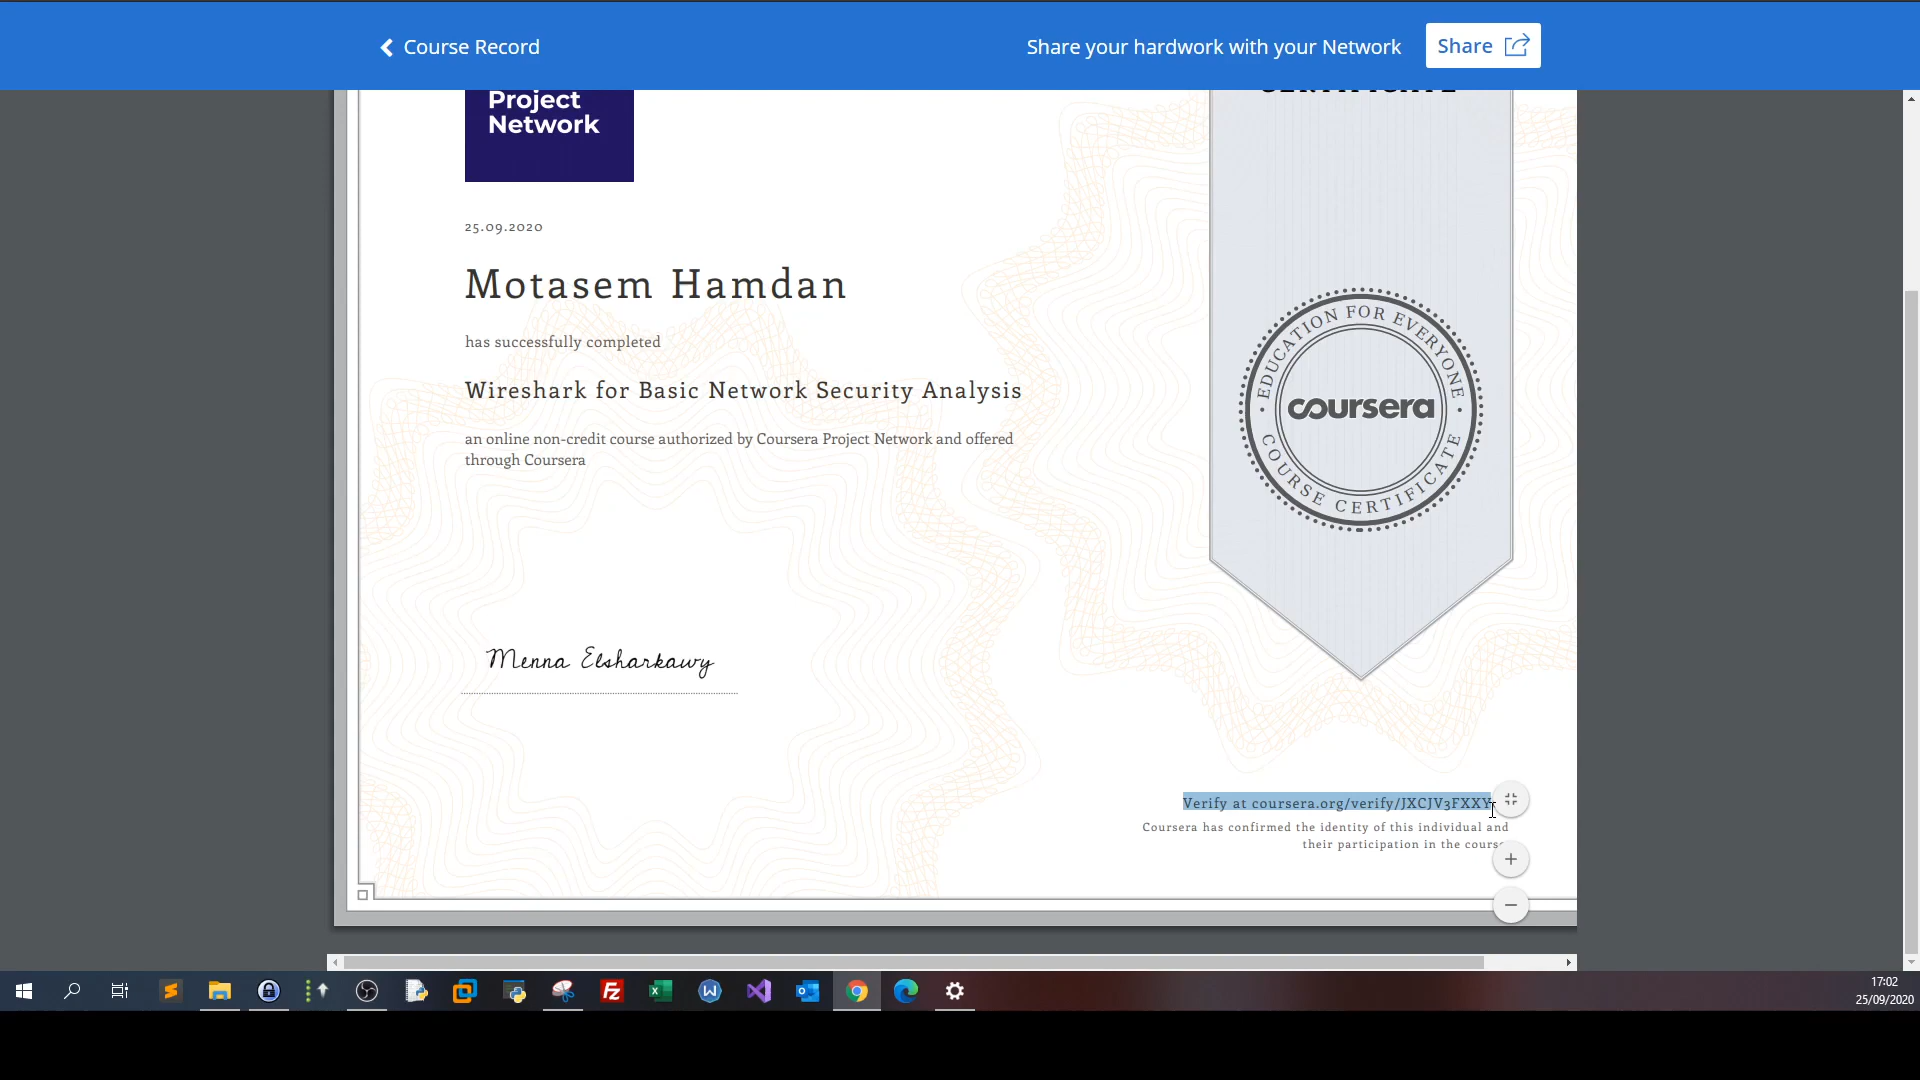 Course Record
Share your hardwork with your Network
Share
Project
Network
CERTIFICATE
25.09.2020
Motasem Hamdan
has successfully completed
Wireshark for Basic Network Security Analysis
an online non-credit course authorized by Coursera Project Network and offered
through Coursera
EDUCATION FOR EVERYONE
coursera
COURSE CERTIFICATE
Menna Elsharkawy
Verify at coursera.org/verify/JXCJV3FXXY
Coursera has confirmed the identity of this individual and
their participation in the course
17:02
25/09/2020